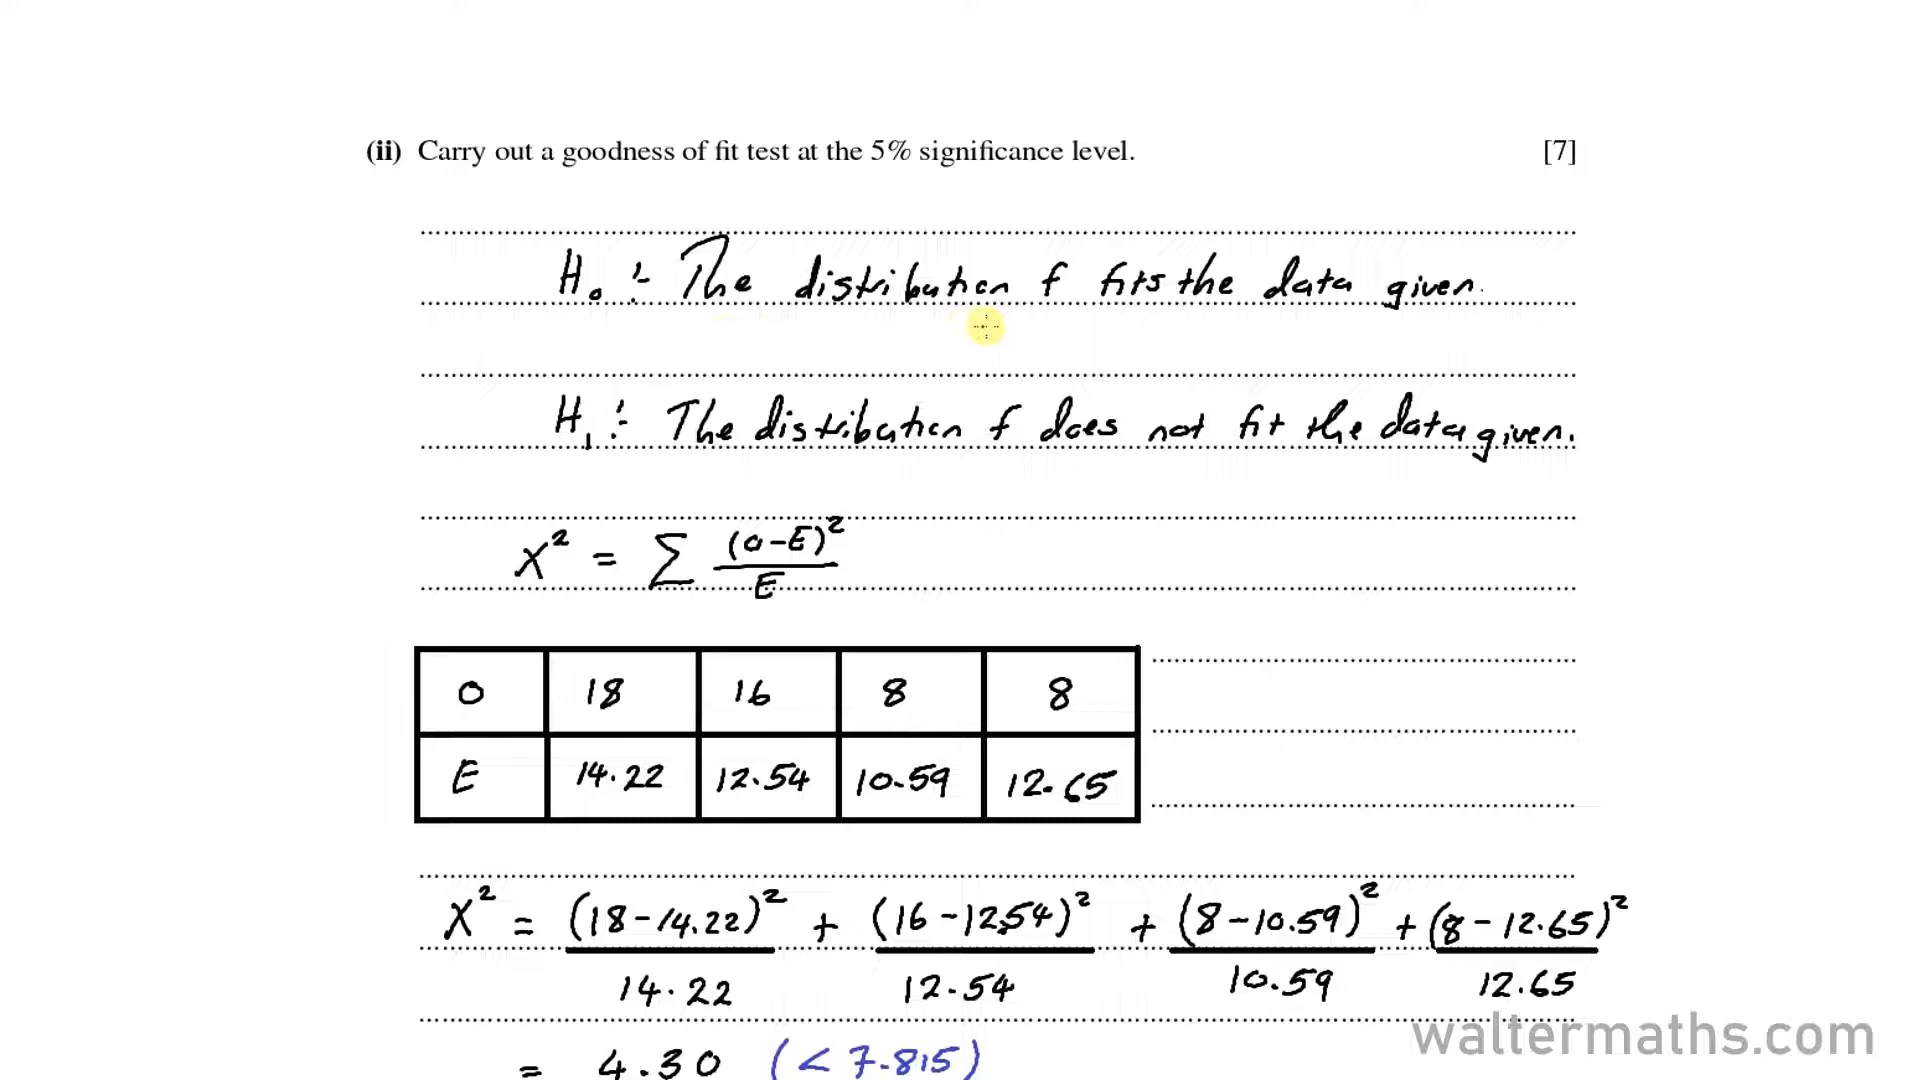 (ii) Carry out a goodness of fit test at the 5% significance level. [7]
H₀ :- The distribution f fits the data given.
H₁ :- The distribution f does not fit the data given.
X² = ∑ (O-E)²/E
O 18 16 8 8
E 14.22 12.54 10.59 12.65
X² = (18-14.22)²/14.22 + (16-12.54)²/12.54 + (8-10.59)²/10.59 + (8-12.65)²/12.65
= 4.30 (< 7.815)
waltermaths.com